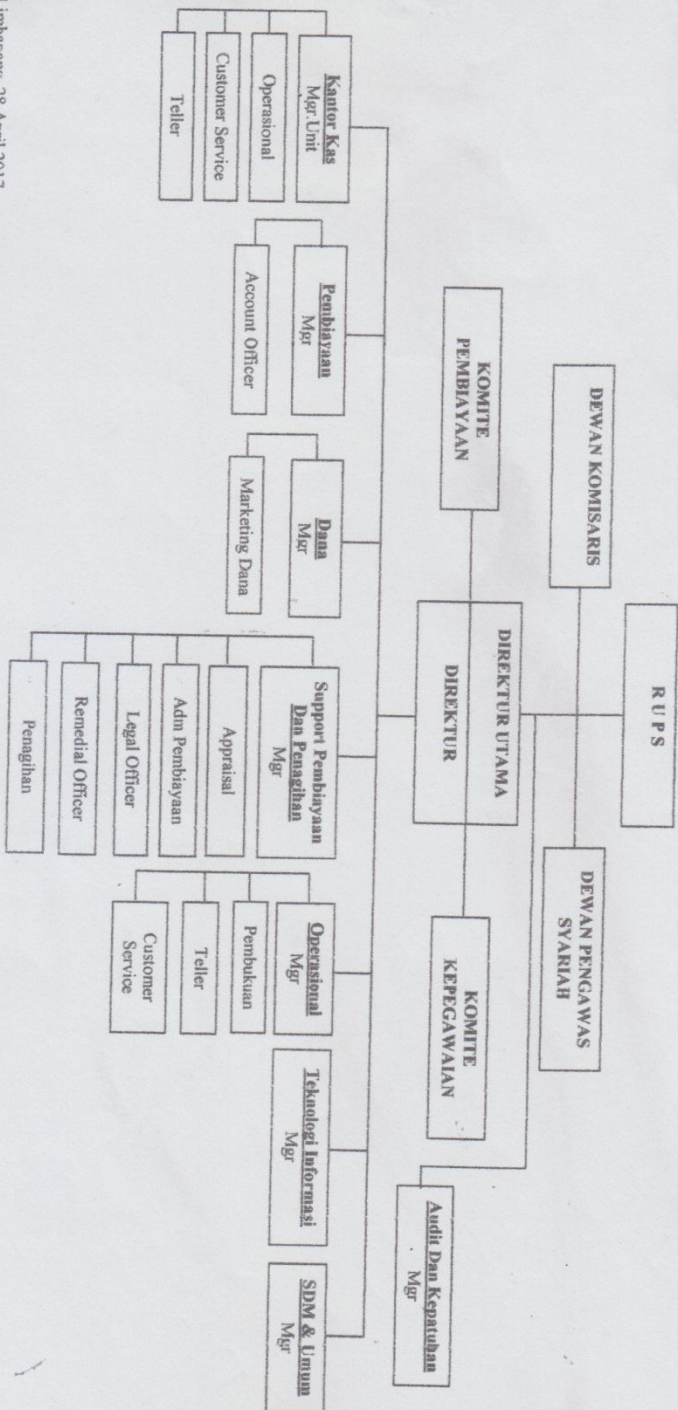 R U P S
DEWAN KOMISARIS
DEWAN PENGAWAS
SYARIAH
DIREKTUR UTAMA
DIREKTUR
KOMITE
PEMBIAYAAN
KOMITE
KEPEGAWAIAN
Audit Dan Kepatuhan
Mgr
Kantor Kas
Mgr.Unit
Operasional
Customer Service
Teller
Pembiayaan
Mgr
Account Officer
Dana
Mgr
Marketing Dana
Support Pembiayaan
Dan Penagihan
Mgr
Appraisal
Adm Pembiayaan
Legal Officer
Remedial Officer
Penagihan
Operasional
Mgr
Pembukuan
Teller
Customer
Service
Teknologi Informasi
Mgr
SDM & Umum
Mgr
28 April 2017